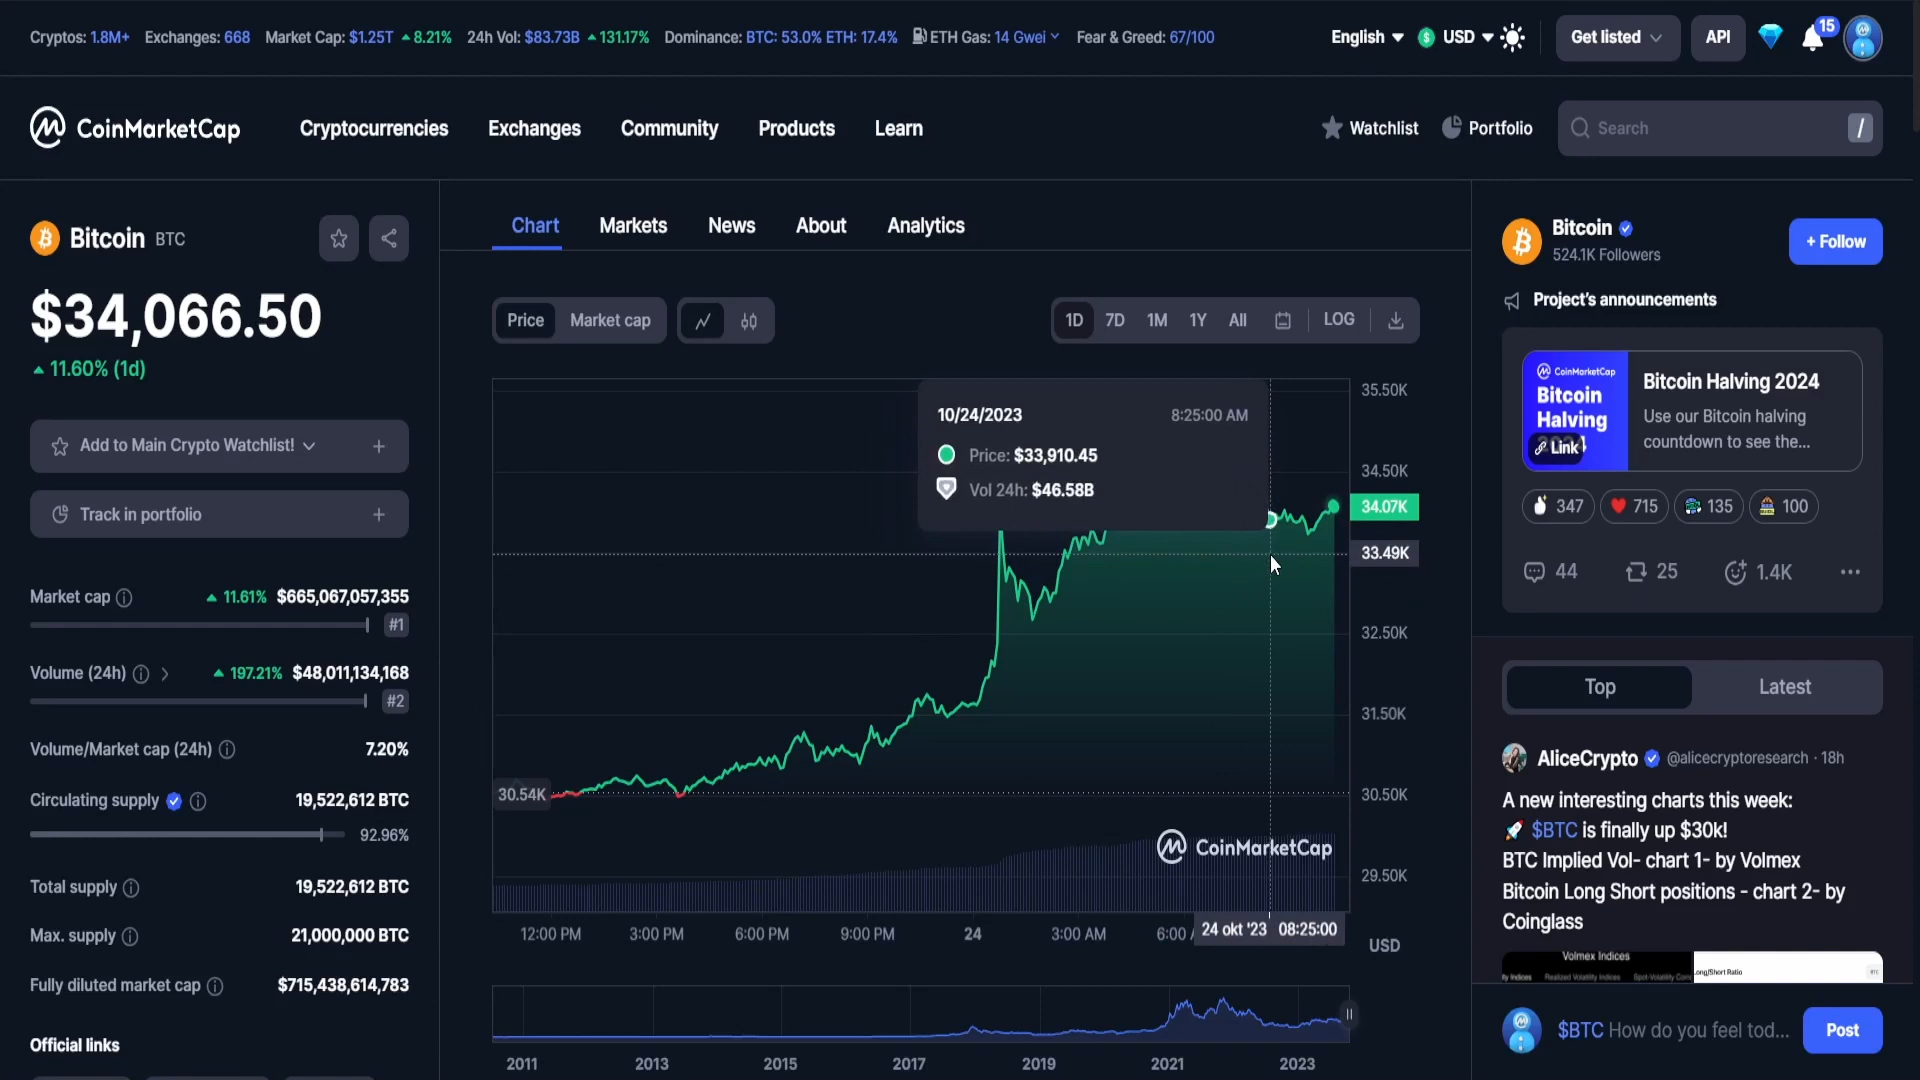 Cryptos: 1.8M+ Exchanges: 668 Market Cap: $1.25T 8.21% 24h Vol: $83.73B 131.17% Dominance: BTC: 53.0% ETH: 17.4% ETH Gas: 14 Gwei Fear & Greed: 67/100
English $ USD Get listed API 15
CoinMarketCap Cryptocurrencies Exchanges Community Products Learn Watchlist Portfolio Search /
Bitcoin BTC
$34,066.50
11.60% (1d)
Add to Main Crypto Watchlist! +
Track in portfolio +
Market cap 11.61% $665,067,057,355
#1
Volume (24h) 197.21% $48,011,134,168
#2
Volume/Market cap (24h) 7.20%
Circulating supply 19,522,612 BTC
92.96%
Total supply 19,522,612 BTC
Max. supply 21,000,000 BTC
Fully diluted market cap $715,438,614,783
Official links
Chart Markets News About Analytics
Price Market cap 1D 7D 1M 1Y All LOG
10/24/2023 8:25:00 AM
Price: $33,910.45
Vol 24h: $46.58B
35.50K
34.50K
34.07K
33.49K
32.50K
31.50K
30.54K
30.50K
29.50K
CoinMarketCap
12:00 PM 3:00 PM 6:00 PM 9:00 PM 24 3:00 AM 6:00 24 okt '23 08:25:00
USD
2011 2013 2015 2017 2019 2021 2023
Bitcoin
524.1K Followers
+ Follow
Project's announcements
CoinMarketCap
Bitcoin
Halving
Link
Bitcoin Halving 2024
Use our Bitcoin halving
countdown to see the...
347 715 135 100
44 25 1.4K
Top Latest
AliceCrypto @alicecryptoresearch · 18h
A new interesting charts this week:
🚀 $BTC is finally up $30k!
BTC Implied Vol- chart 1- by Volmex
Bitcoin Long Short positions - chart 2- by
Coinglass
Volmex Indices
Realized Volatility Indices
ong/Short Ratio
$BTC How do you feel tod...
Post